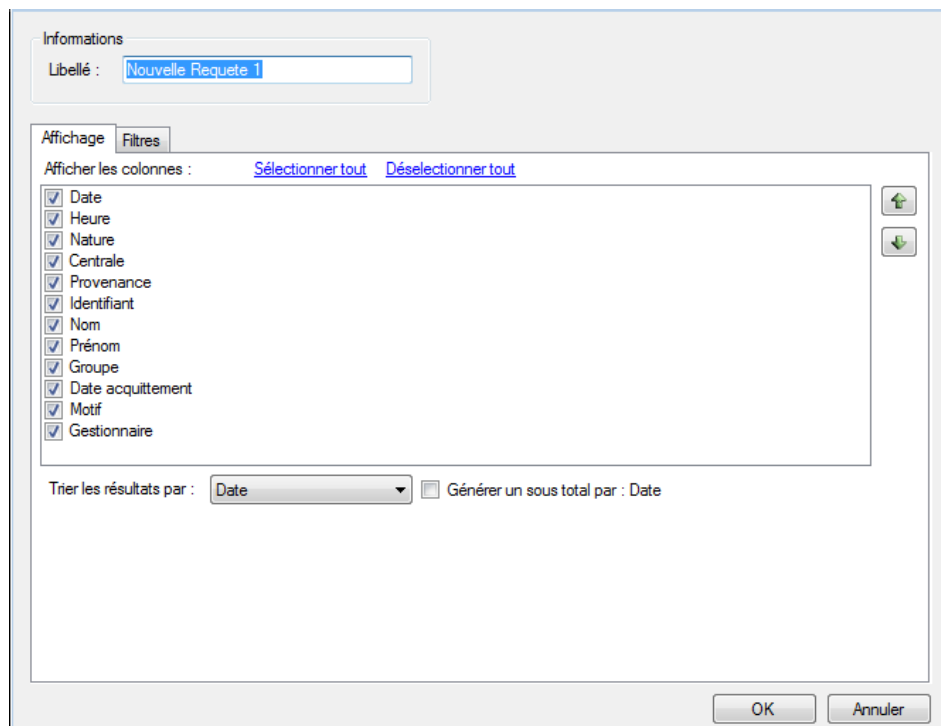 Informations
Libellé : Nouvelle Requete 1
Affichage Filtres
Afficher les colonnes : Sélectionner tout Déselectionner tout
Date
Heure
Nature
Centrale
Provenance
Identifiant
Nom
Prénom
Groupe
Date acquittement
Motif
Gestionnaire
Trier les résultats par : Date Générer un sous total par : Date
OK Annuler